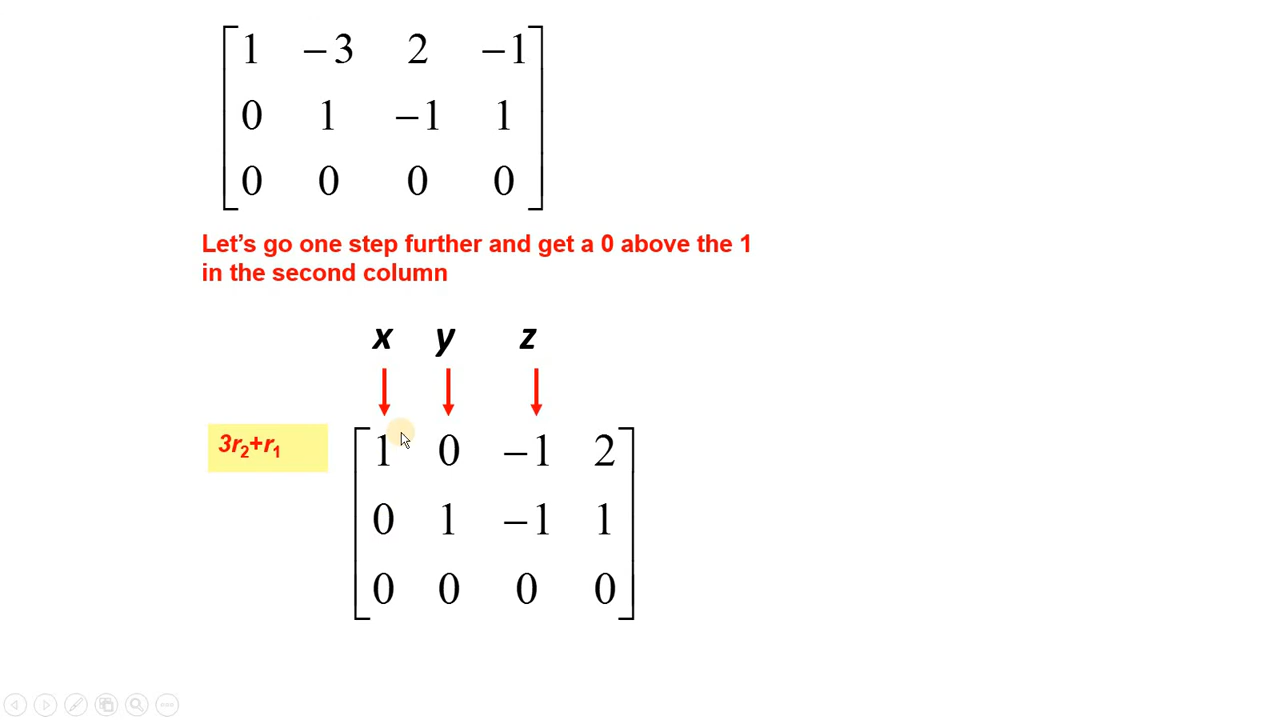 1 −3 2 −1
0 1 −1 1
0 0 0 0
Let’s go one step further and get a 0 above the 1
in the second column
x y z
3r₂+r₁
1 0 −1 2
0 1 −1 1
0 0 0 0